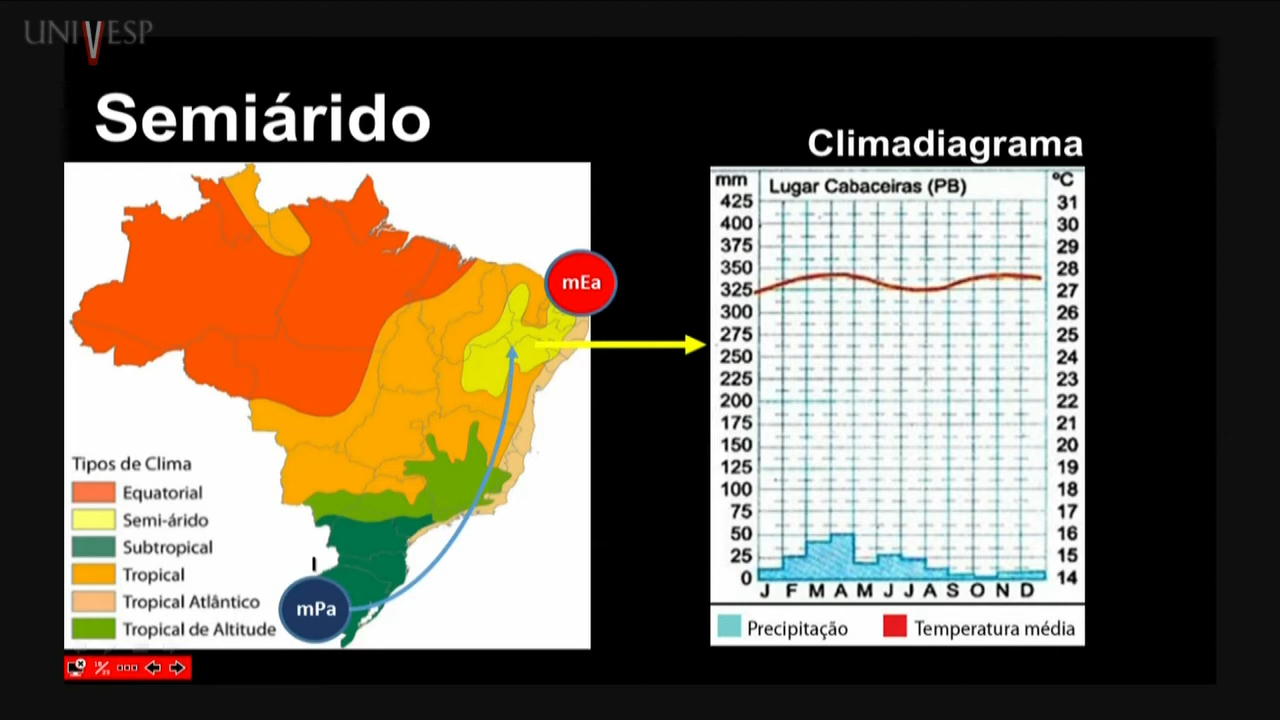 UNIVESP
Semiárido
Climadiagrama
mEa
mPa
Tipos de Clima
Equatorial
Semi-árido
Subtropical
Tropical
Tropical Atlântico
Tropical de Altitude
mm
Lugar Cabaceiras (PB)
ºC
425 31
400 30
375 29
350 28
325 27
300 26
275 25
250 24
225 23
200 22
175 21
150 20
125 19
100 18
75 17
50 16
25 15
0 14
J F M A M J J A S O N D
Precipitação
Temperatura média
18/23